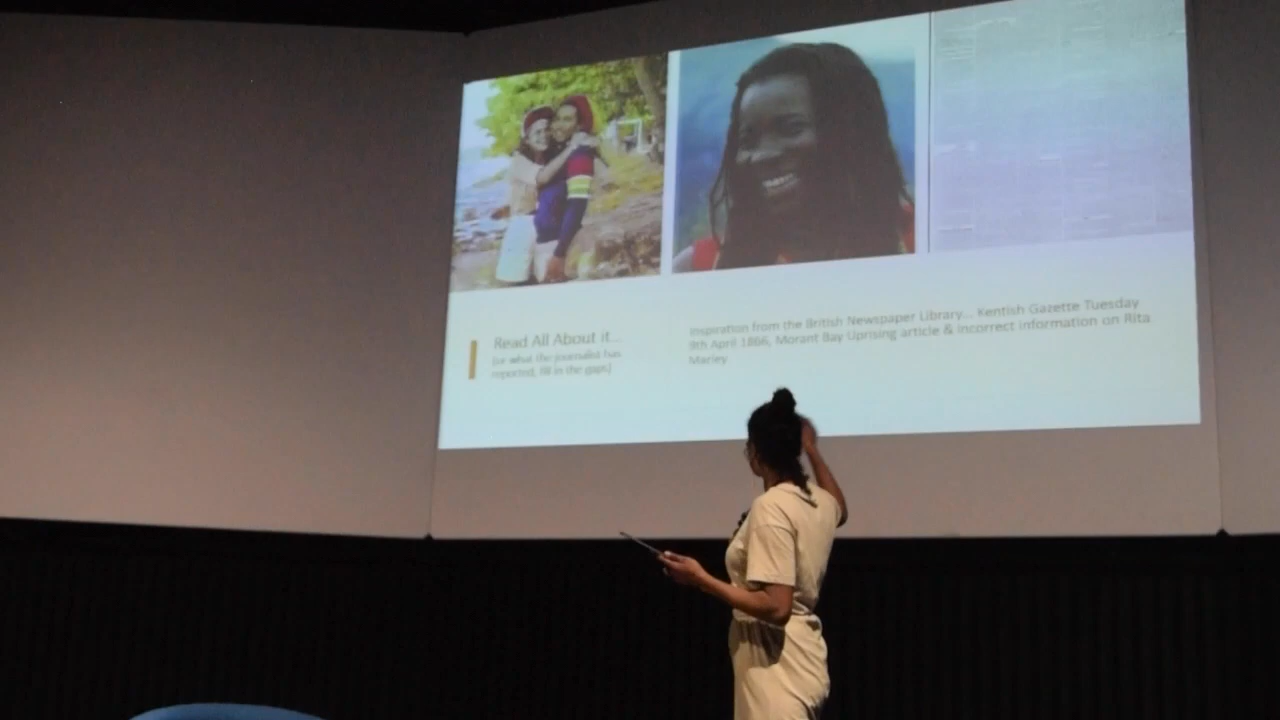 Read All About it...
(or what the journalist has
reported, fill in the gaps)
Inspiration from the British Newspaper Library... Kentish Gazette Tuesday
9th April 1866, Morant Bay Uprising article & incorrect information on Rita
Marley